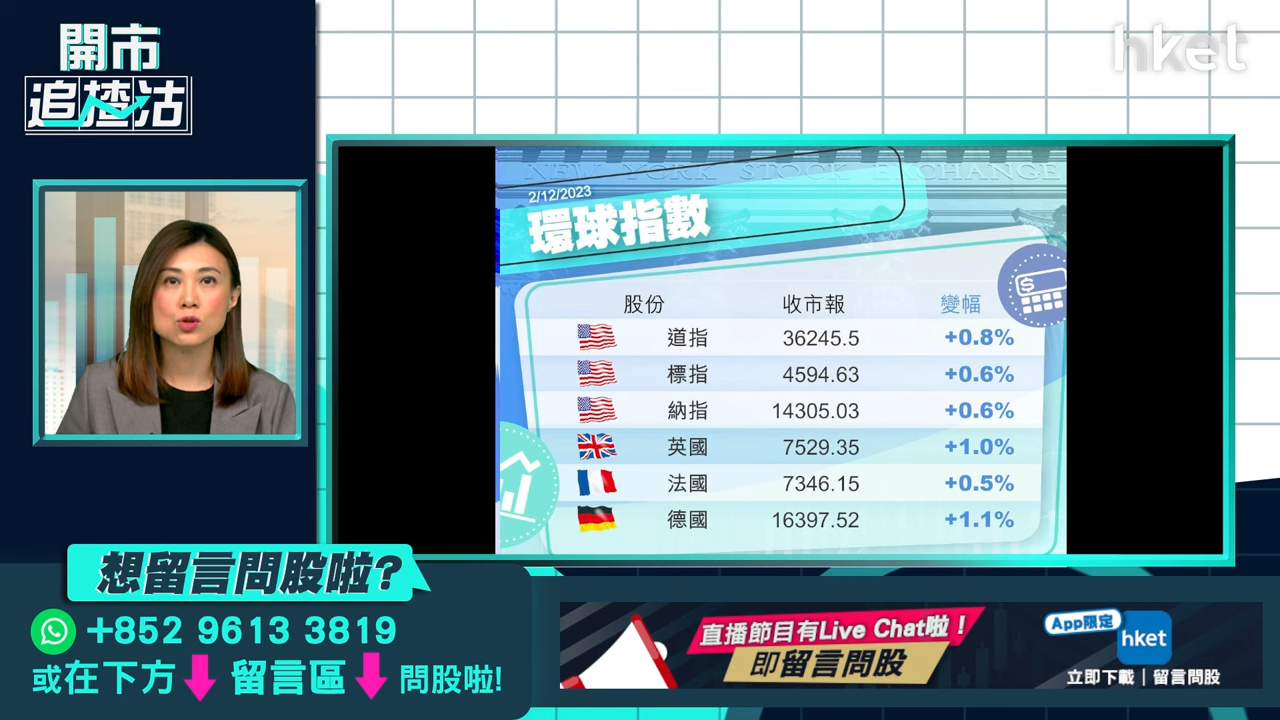 開市
追揸沽
hket
NEW YORK STOCK EXCHANGE
2/12/2023
環球指數
股份 收市報 變幅
道指 36245.5 +0.8%
標指 4594.63 +0.6%
納指 14305.03 +0.6%
英國 7529.35 +1.0%
法國 7346.15 +0.5%
德國 16397.52 +1.1%
想留言問股啦?
+852 9613 3819
或在下方 留言區 問股啦!
直播節目有Live Chat啦！
即留言問股
App限定
hket
立即下載｜留言問股